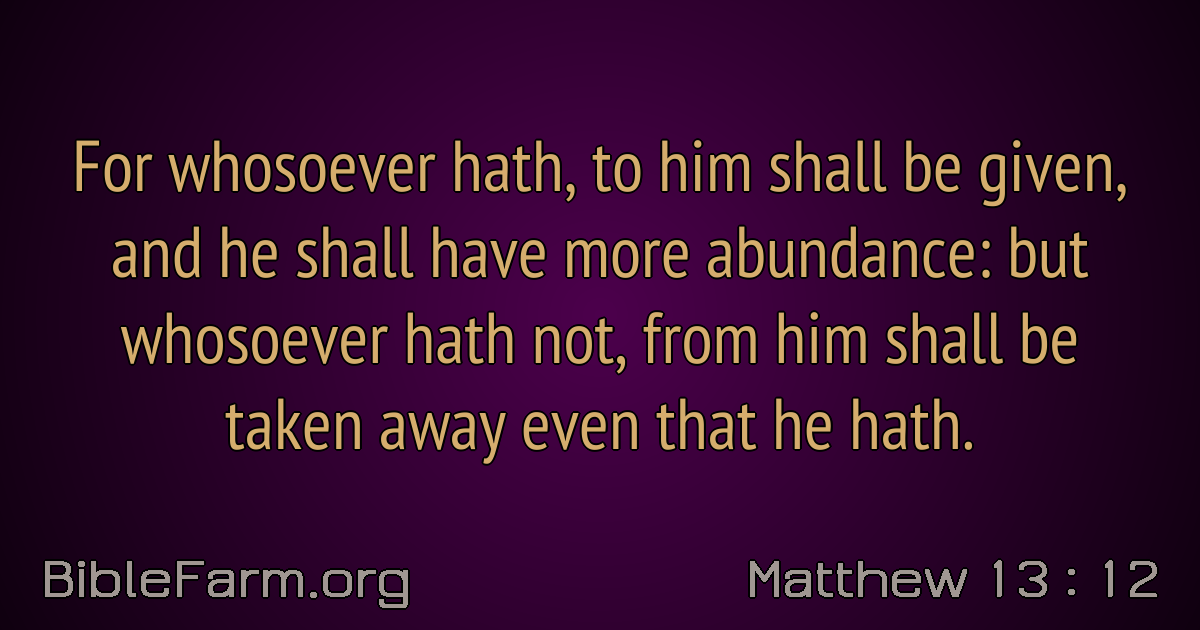 For whosoever hath, to him shall be given,
and he shall have more abundance: but
whosoever hath not, from him shall be
taken away even that he hath.
BibleFarm.org
Matthew 13 : 12